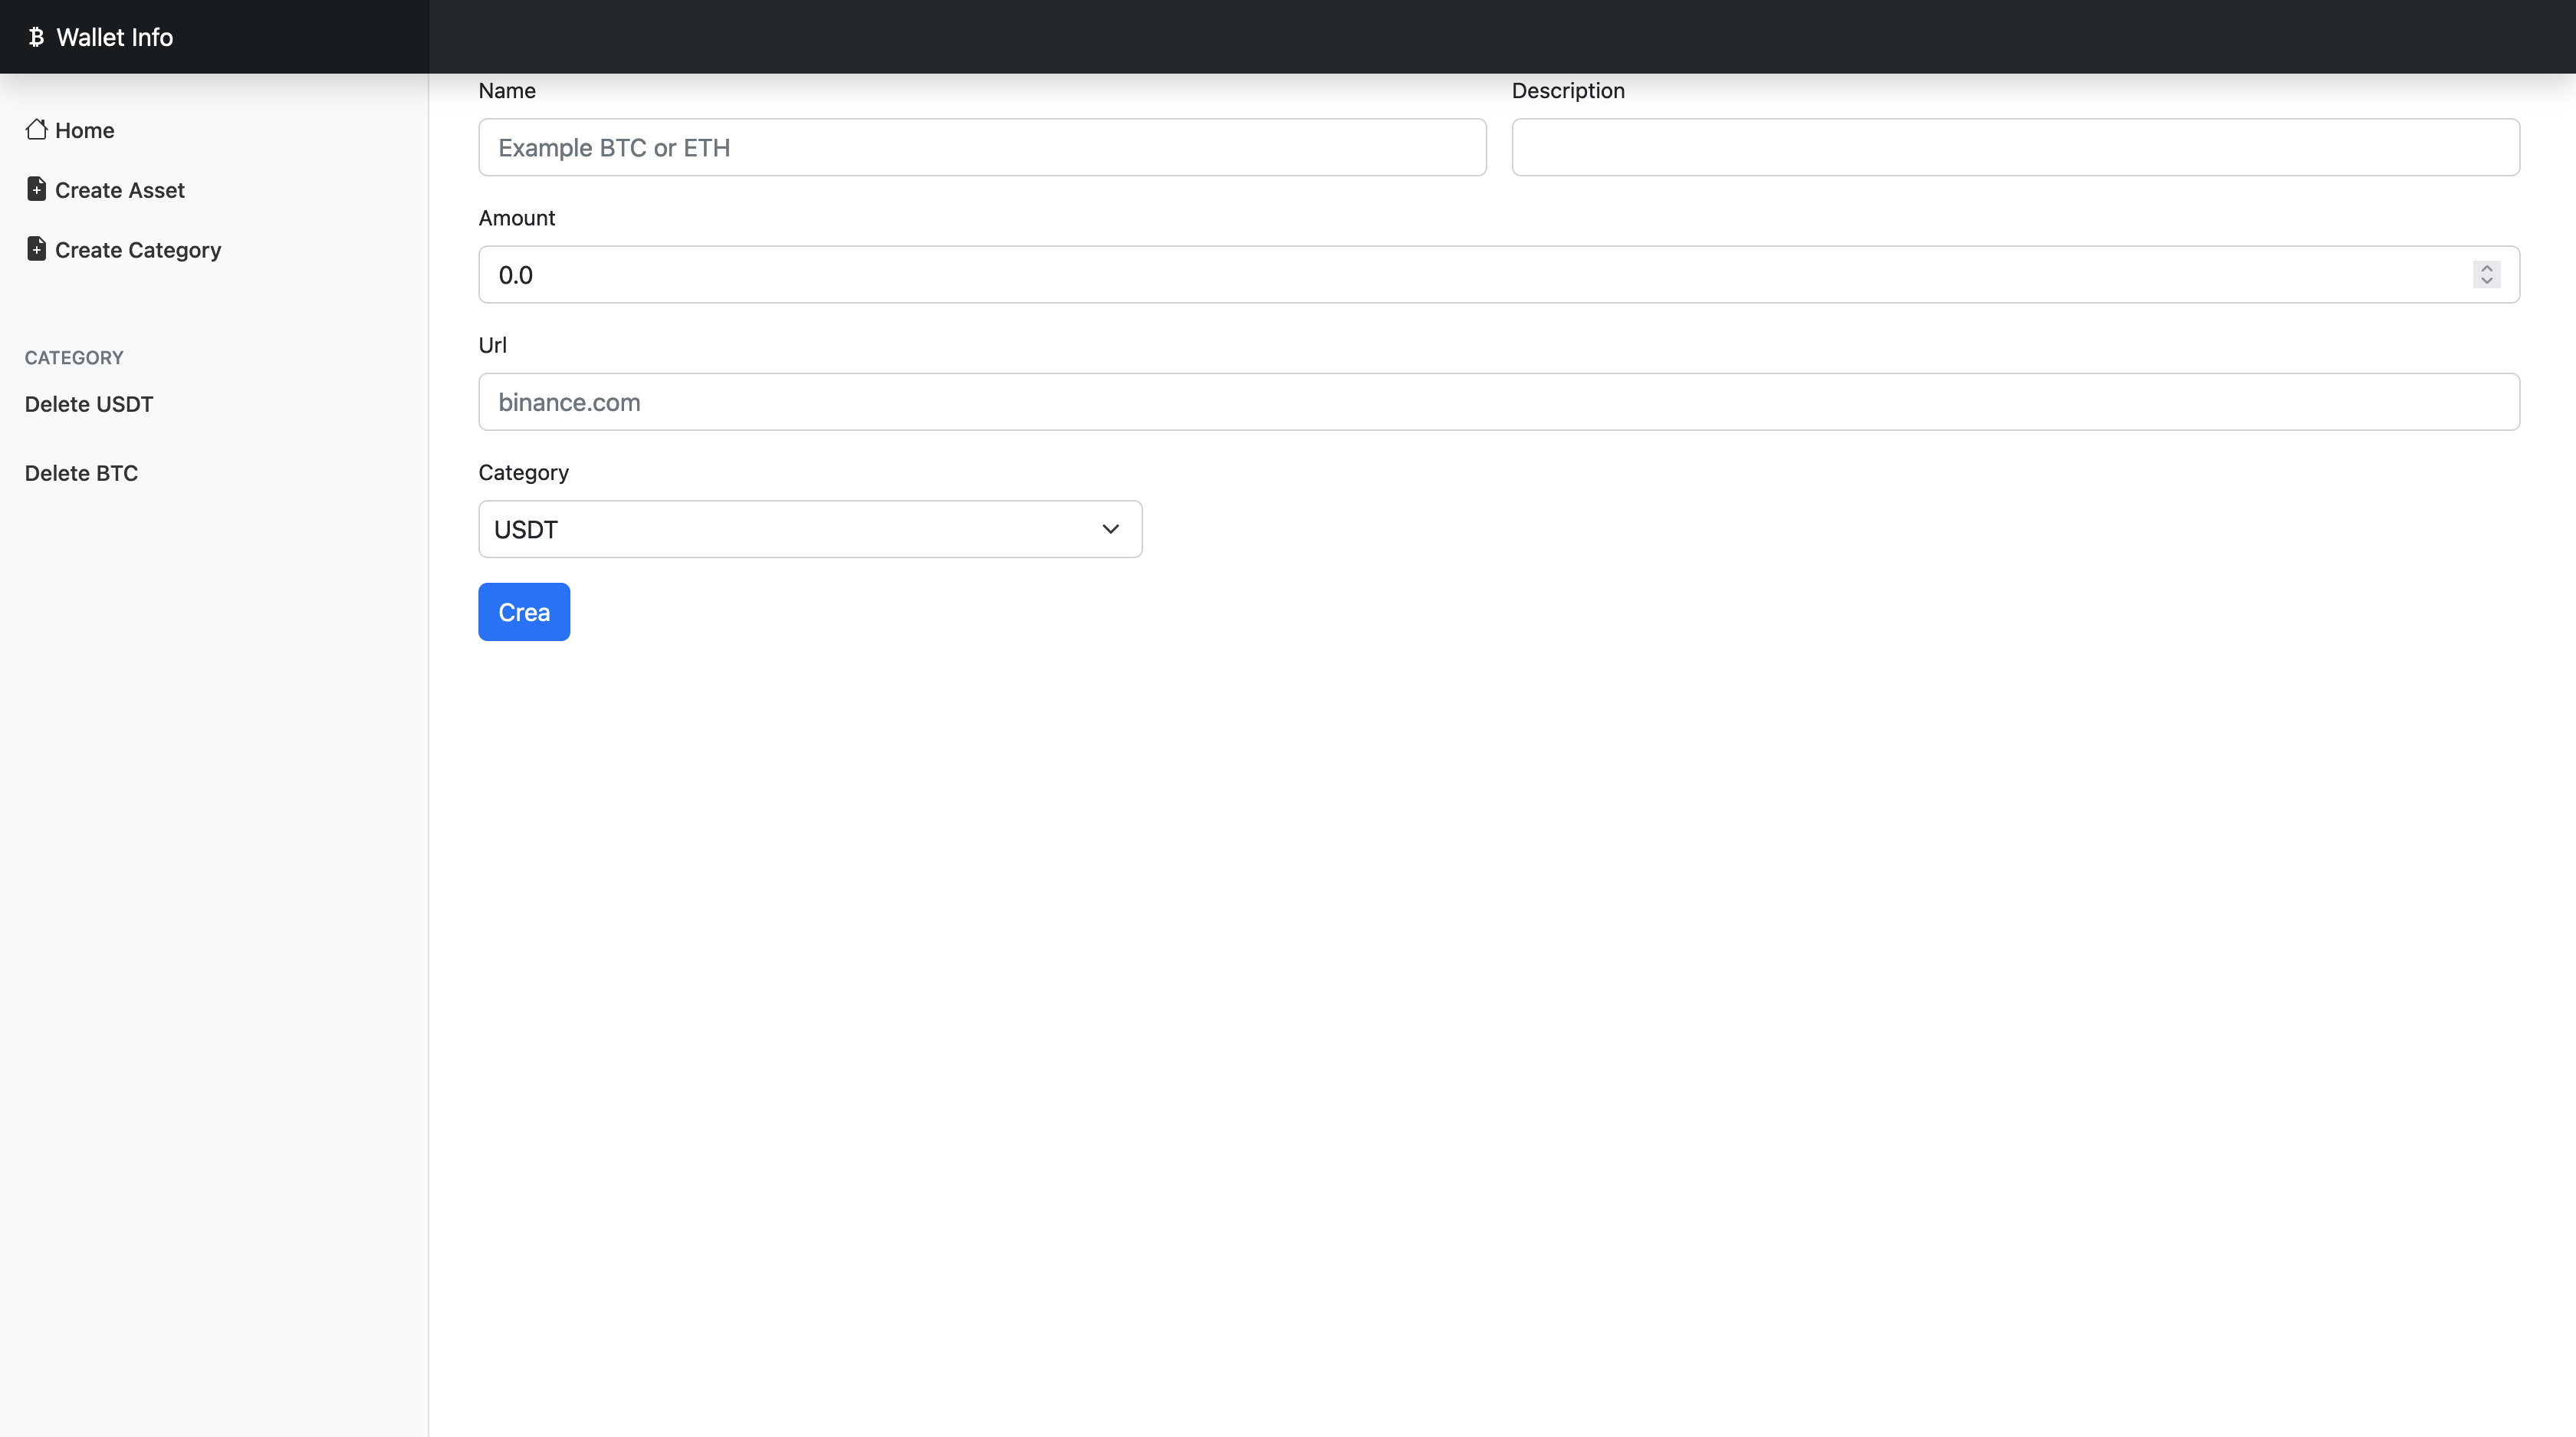 Wallet Info
Home
Create Asset
Create Category
CATEGORY
Delete USDT
Delete BTC
Name
Example BTC or ETH
Description
Amount
0.0
Url
binance.com
Category
USDT
Crea